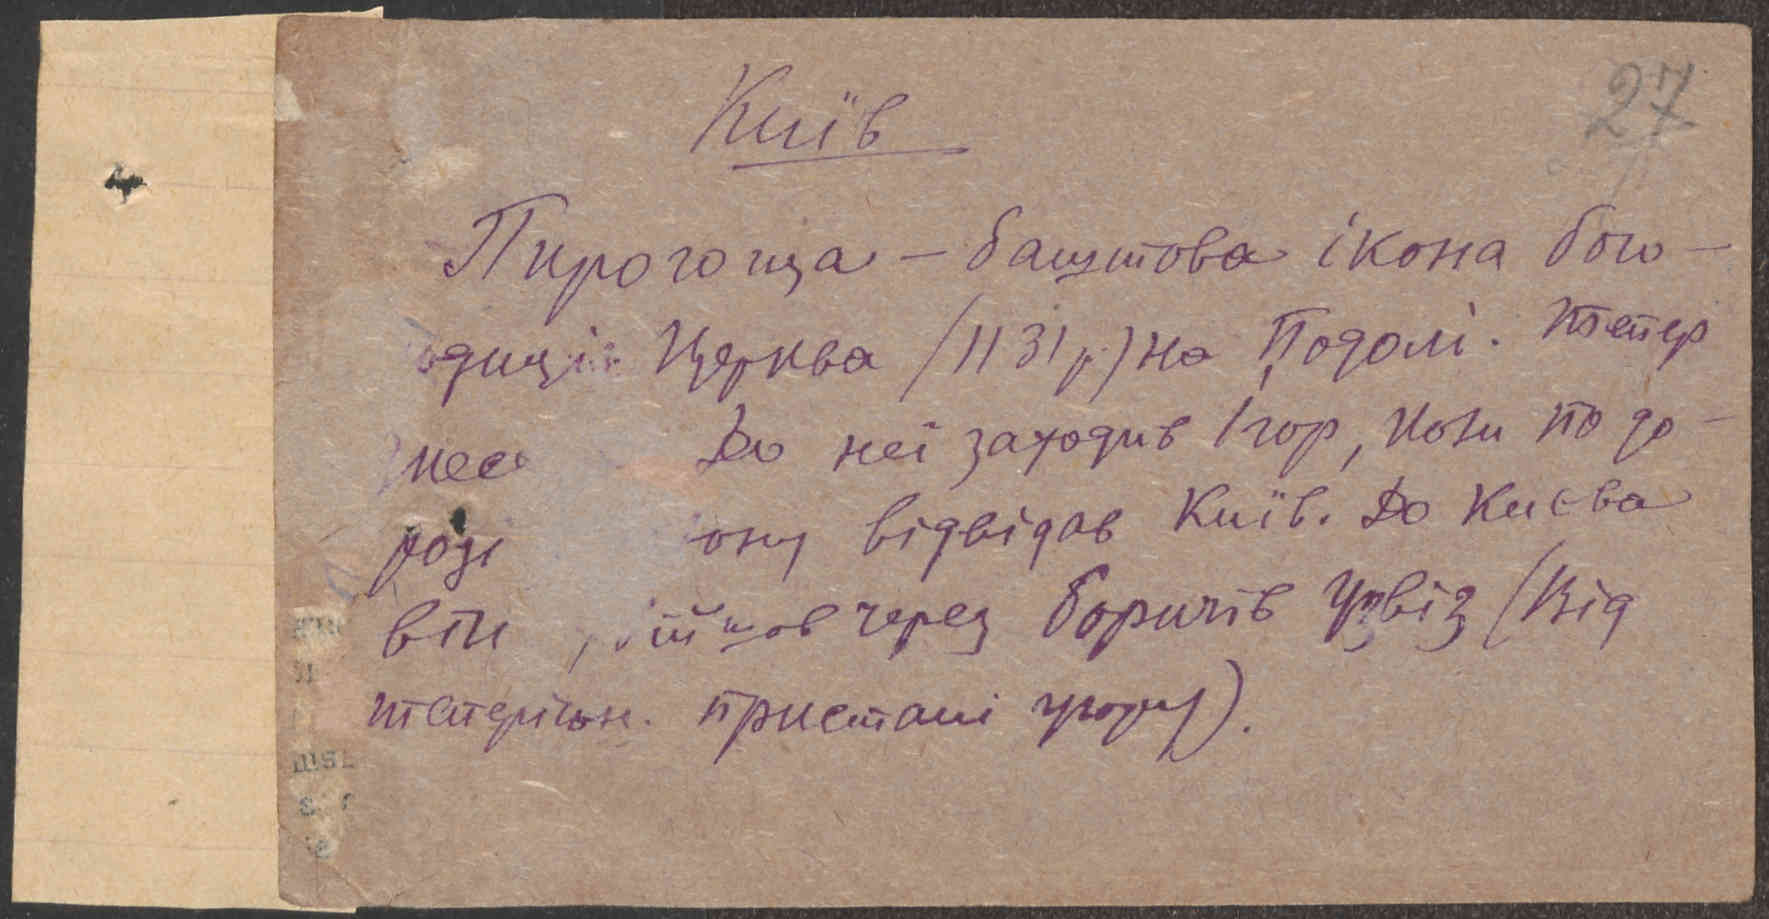 27
Київ
Пирогоща – баштова ікона бого-
Церква (1131 р.) на Подолі. Тепер
До неї заходив Ігор, коли по до-
відвідав Київ. До Києва
він через Боричів Узвіз (Від
пристані угору).